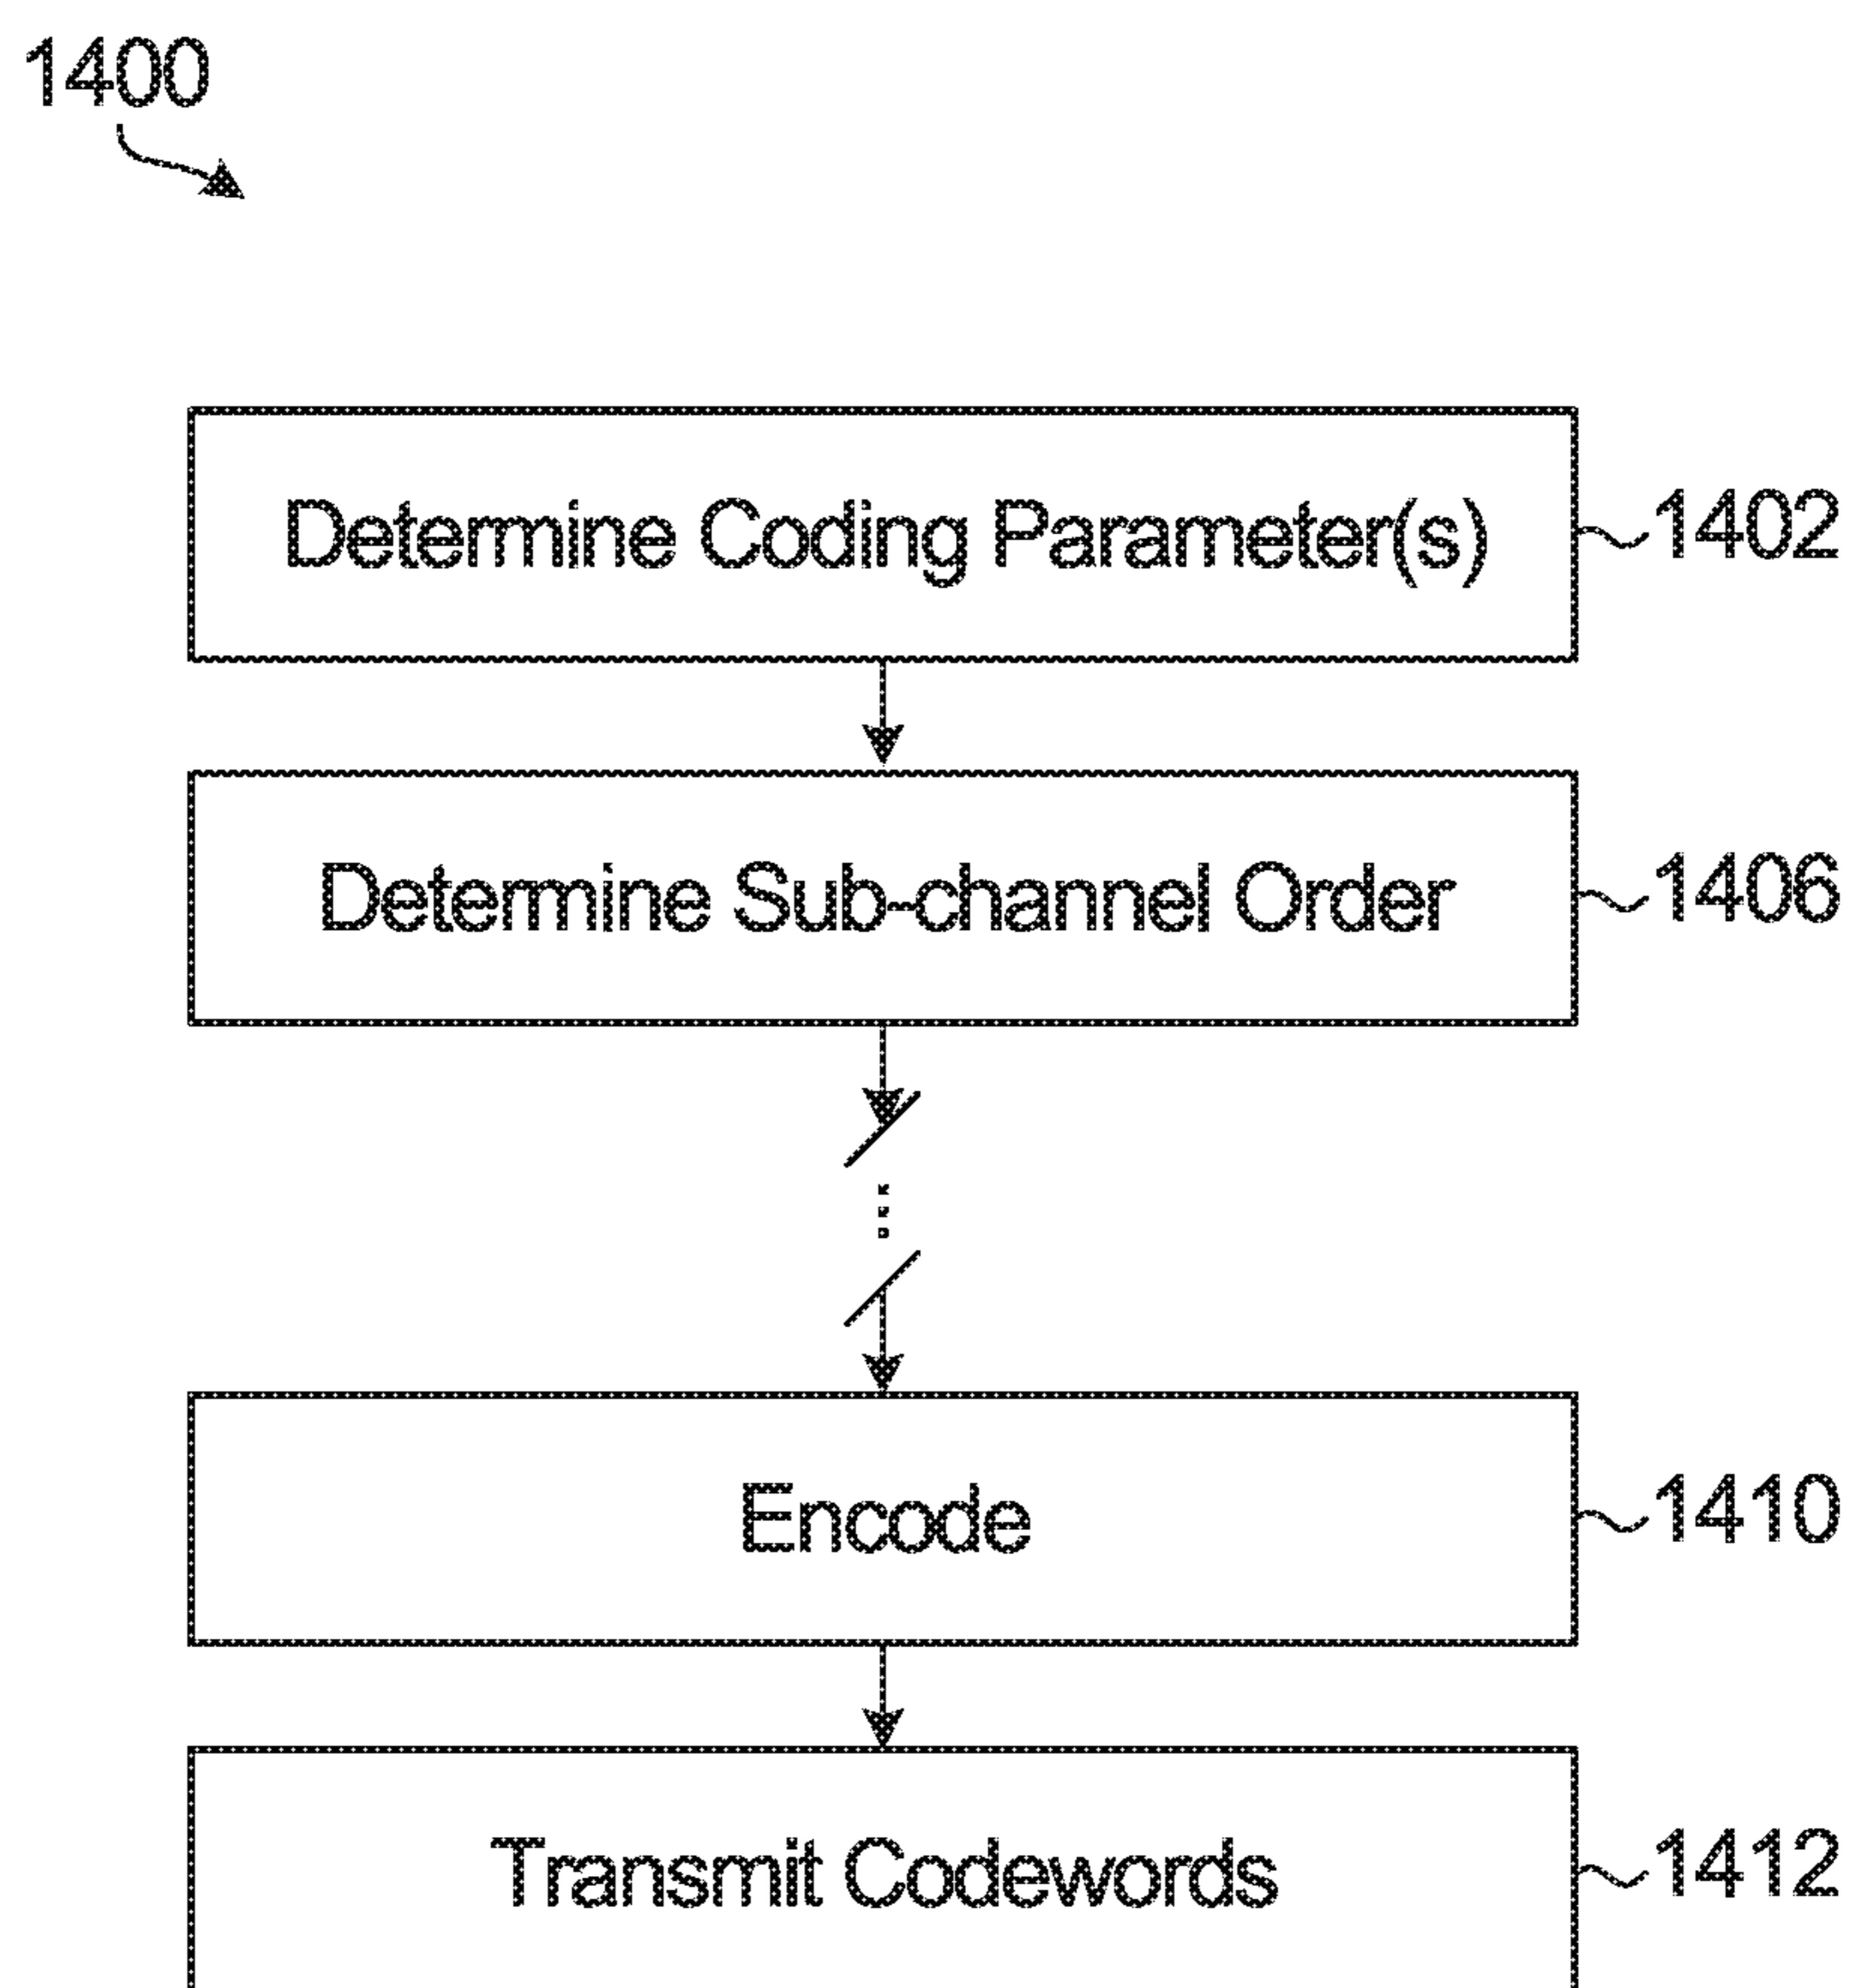 1400
Determine Coding Parameter(s) 1402
Determine Sub-channel Order 1406
Encode 1410
Transmit Codewords 1412